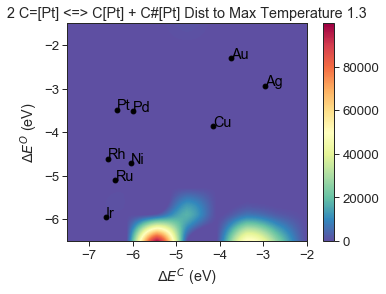 2 C=[Pt] <=> C[Pt] + C#[Pt] Dist to Max Temperature 1.3
−2
−3
−4
−5
−6
ΔE^O (eV)
Au
Ag
Cu
Pt
Pd
Rh
Ni
Ru
Ir
−7
−6
−5
−4
−3
−2
ΔE^C (eV)
80000
60000
40000
20000
0